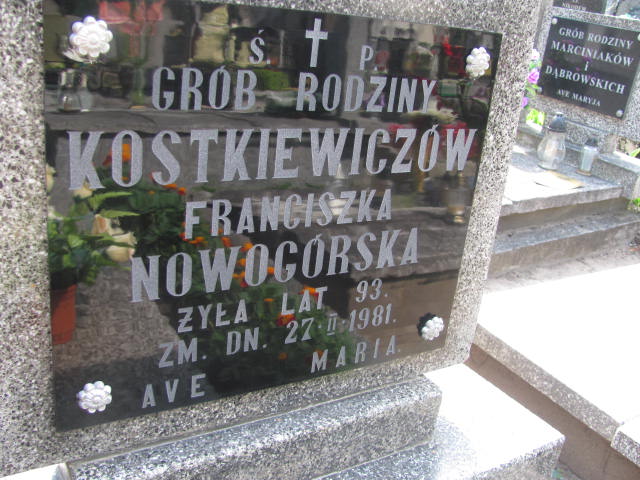 Ś P
GRÓB RODZINY
KOSTKIEWICZÓW
FRANCISZKA
NOWOGÓRSKA
ŻYŁA LAT 93.
ZM. DN. 27-II-1981.
AVE MARIA
GRÓB RODZINY
MARCINIAKÓW
I
DĄBROWSKICH
AVE MARYJA